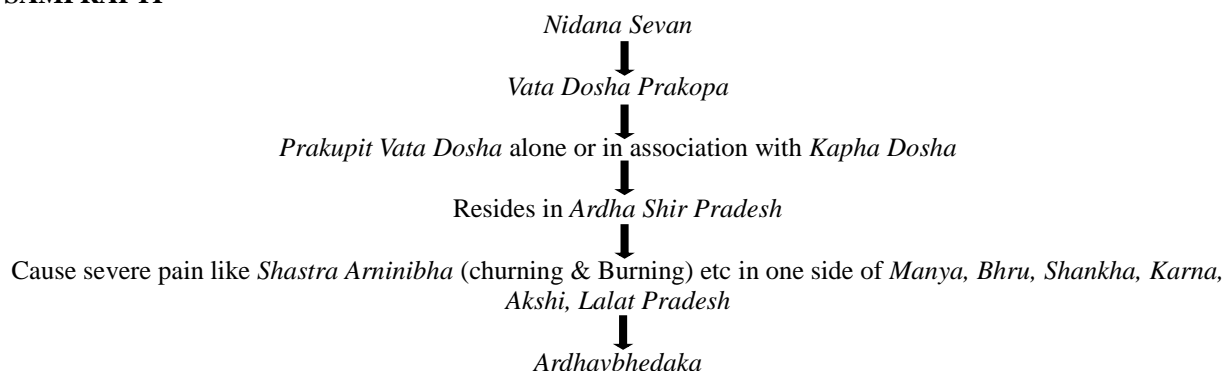 Nidana Sevan
Vata Dosha Prakopa
Prakupit Vata Dosha alone or in association with Kapha Dosha
Resides in Ardha Shir Pradesh
Cause severe pain like Shastra Arninibha (churning & Burning) etc in one side of Manya, Bhru, Shankha, Karna,
Akshi, Lalat Pradesh
Ardhavbhedaka